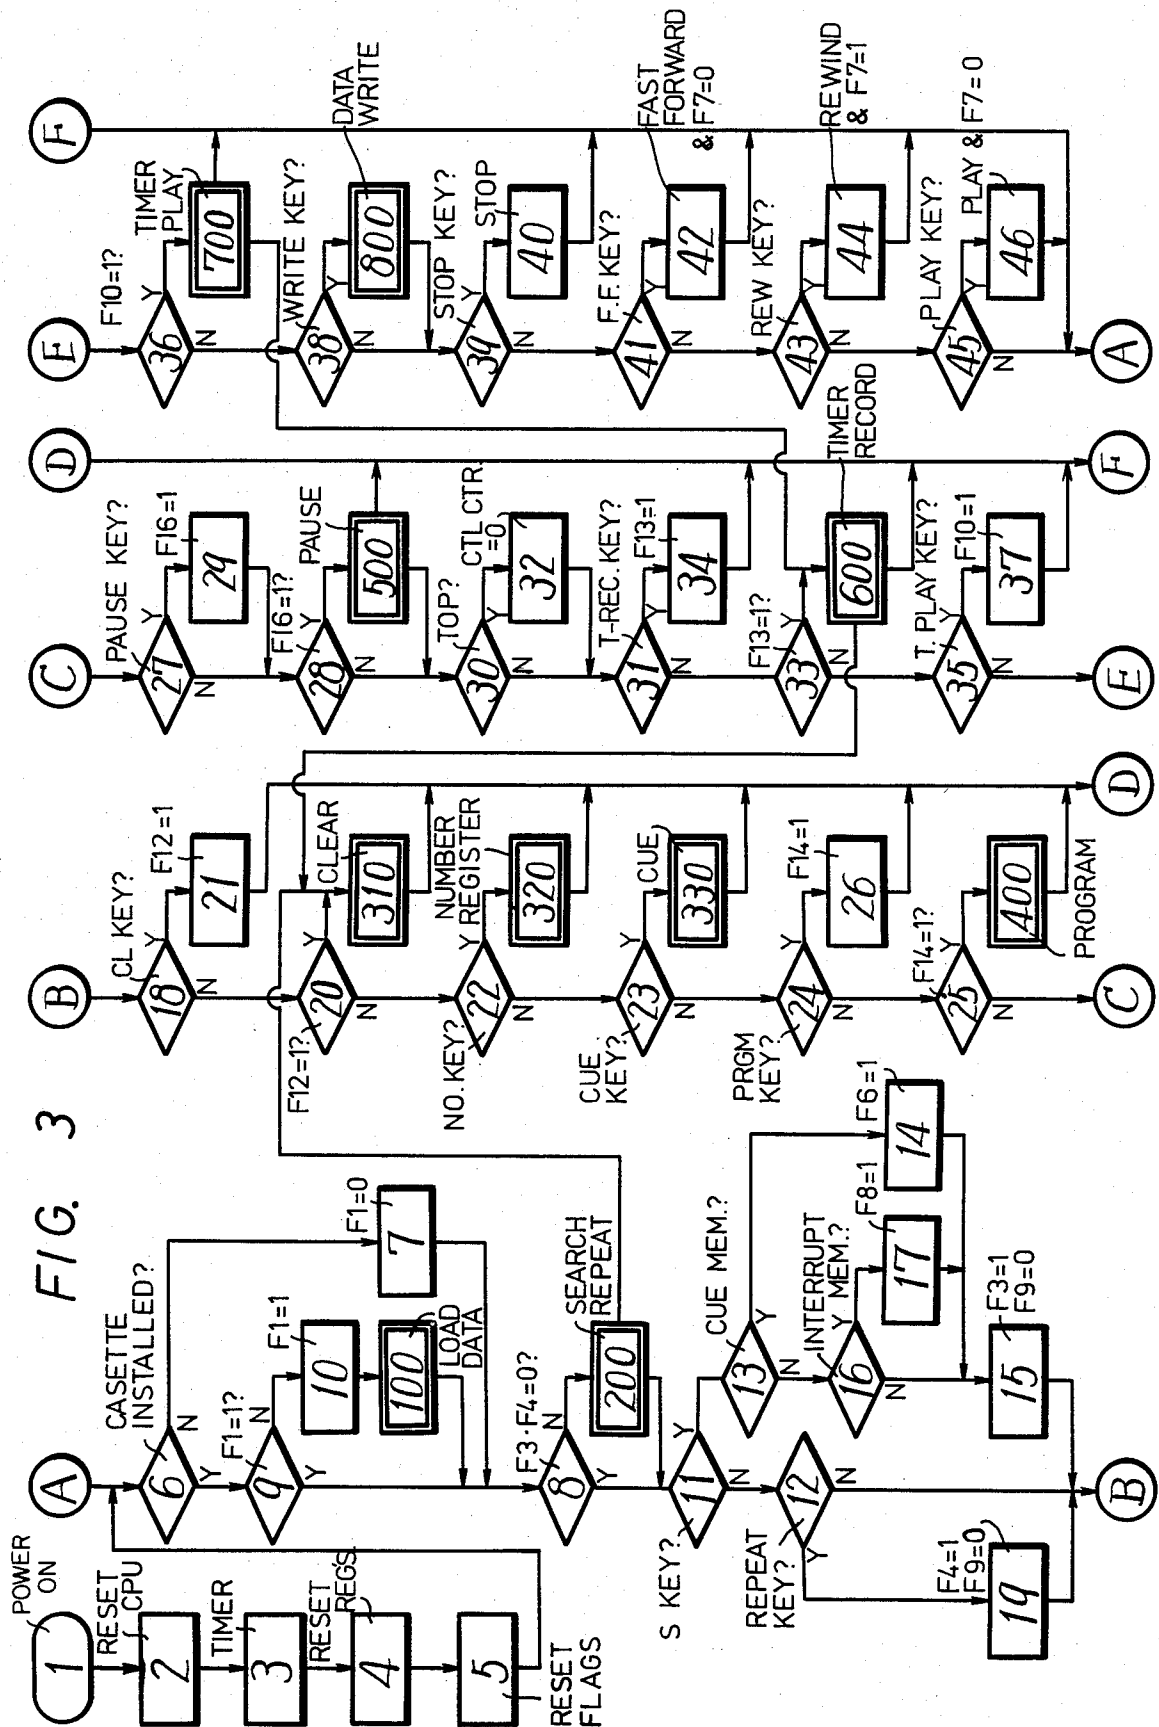 FIG. 3
1
POWER
ON
2
RESET
CPU
3
TIMER
4
RESET
REGS.
5
RESET
FLAGS
A
6
CASETTE
INSTALLED?
N
Y
F1=0
7
9
F1=1?
N
Y
F1=1
10
100
LOAD
DATA
8
F3·F4=0?
N
Y
SEARCH
REPEAT
200
S KEY?
11
Y
N
REPEAT
KEY?
12
N
Y
F4=1
F9=0
19
CUE MEM.?
13
Y
N
F6=1
14
INTERRUPT
MEM.?
16
Y
N
F8=1
17
F3=1
F9=0
15
B
B
CL KEY?
18
Y
N
F12=1
21
F12=1?
20
Y
N
CLEAR
310
NO. KEY?
22
Y
N
NUMBER
REGISTER
320
CUE
KEY?
23
Y
N
CUE
330
PRGM
KEY?
24
Y
N
F14=1
26
F14=1?
25
Y
N
400
PROGRAM
D
C
C
PAUSE KEY?
27
Y
N
F16=1
29
F16=1?
28
Y
N
PAUSE
500
TOP?
30
Y
N
CTL CTR.
=0
32
T-REC. KEY?
31
Y
N
F13=1
34
F13=1?
33
Y
N
TIMER
RECORD
600
T. PLAY KEY?
35
Y
N
F10=1
37
D
F
E
E
F10=1?
36
Y
N
TIMER
PLAY
700
WRITE KEY?
38
Y
N
DATA
WRITE
800
STOP KEY?
39
Y
N
STOP
40
F.F. KEY?
41
Y
N
FAST
FORWARD
& F7=0
42
REW KEY?
43
Y
N
REWIND
& F7=1
44
PLAY KEY?
45
Y
N
PLAY & F7=0
46
F
A